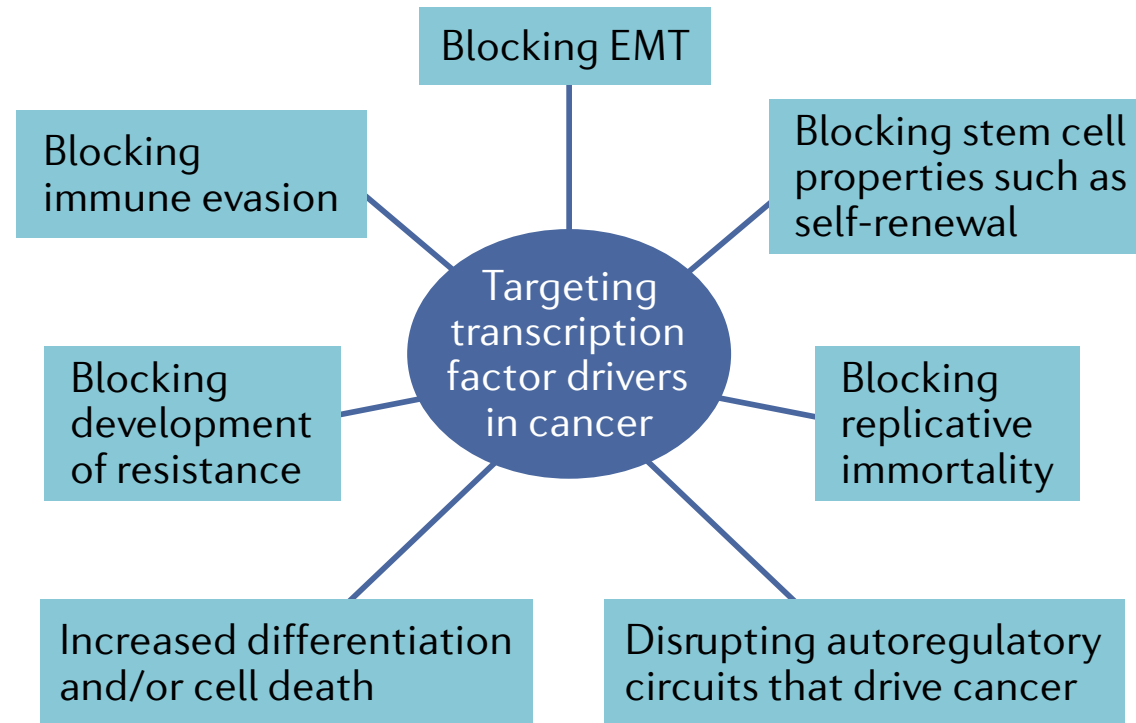 Blocking EMT
Blocking
immune evasion
Blocking stem cell
properties such as
self-renewal
Targeting
transcription
factor drivers
in cancer
Blocking
development
of resistance
Blocking
replicative
immortality
Increased differentiation
and/or cell death
Disrupting autoregulatory
circuits that drive cancer